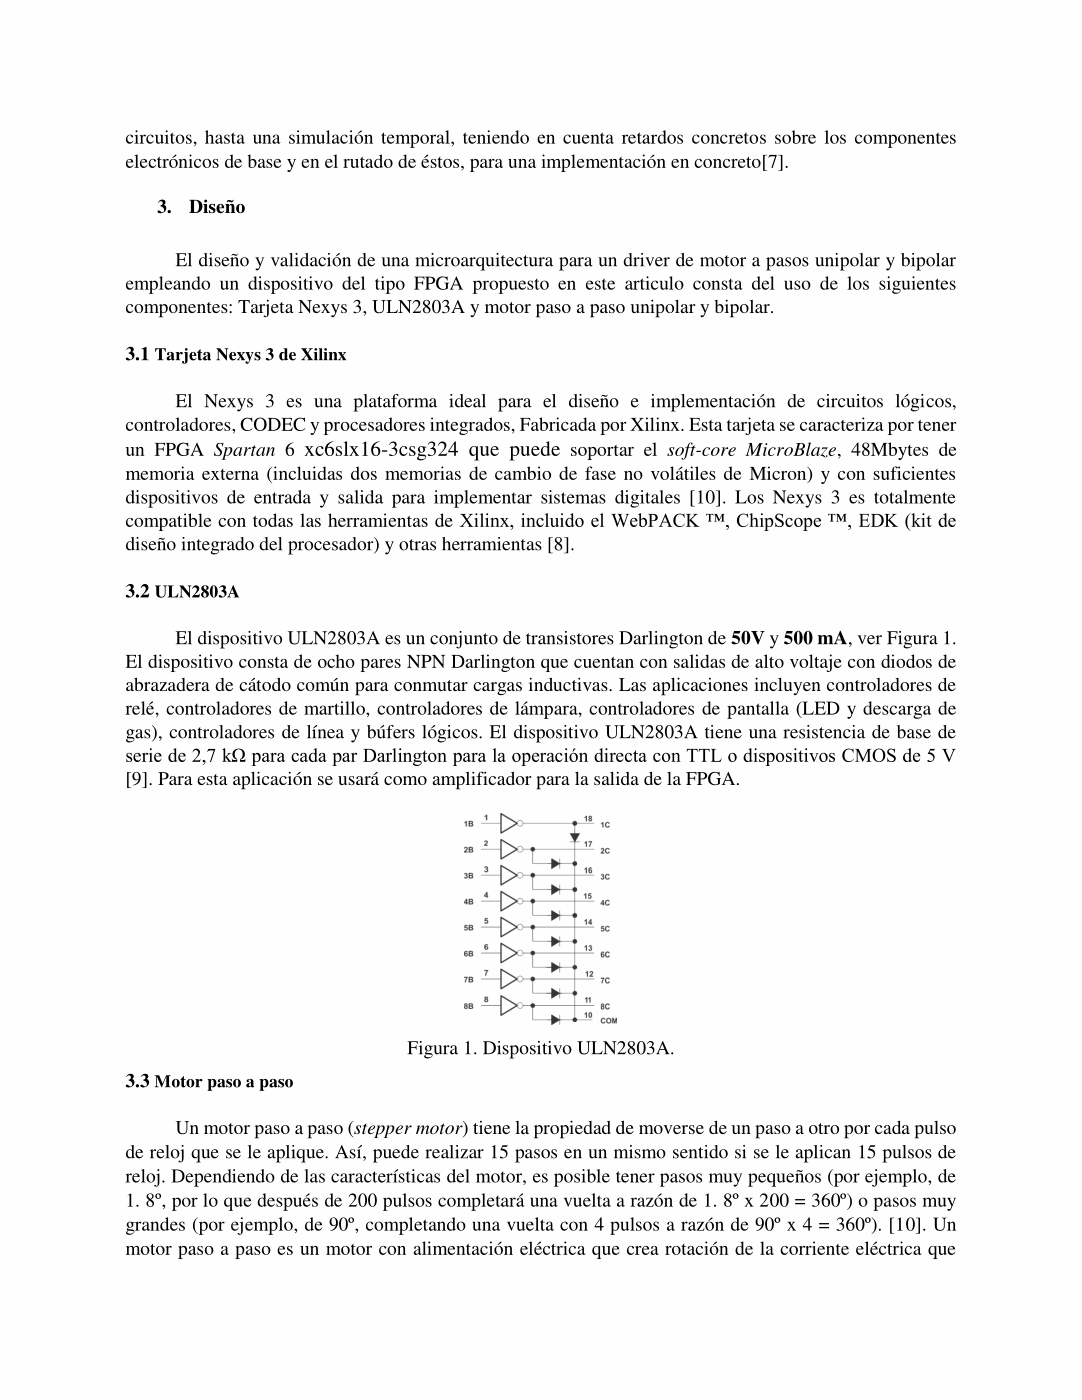 circuitos, hasta una simulación temporal, teniendo en cuenta retardos concretos sobre los componentes
electrónicos de base y en el rutado de éstos, para una implementación en concreto[7].
3. Diseño
El diseño y validación de una microarquitectura para un driver de motor a pasos unipolar y bipolar
empleando un dispositivo del tipo FPGA propuesto en este articulo consta del uso de los siguientes
componentes: Tarjeta Nexys 3, ULN2803A y motor paso a paso unipolar y bipolar.
3.1 Tarjeta Nexys 3 de Xilinx
El Nexys 3 es una plataforma ideal para el diseño e implementación de circuitos lógicos,
controladores, CODEC y procesadores integrados, Fabricada por Xilinx. Esta tarjeta se caracteriza por tener
un FPGA Spartan 6 xc6slx16-3csg324 que puede soportar el soft-core MicroBlaze, 48Mbytes de
memoria externa (incluidas dos memorias de cambio de fase no volátiles de Micron) y con suficientes
dispositivos de entrada y salida para implementar sistemas digitales [10]. Los Nexys 3 es totalmente
compatible con todas las herramientas de Xilinx, incluido el WebPACK ™, ChipScope ™, EDK (kit de
diseño integrado del procesador) y otras herramientas [8].
3.2 ULN2803A
El dispositivo ULN2803A es un conjunto de transistores Darlington de 50V y 500 mA, ver Figura 1.
El dispositivo consta de ocho pares NPN Darlington que cuentan con salidas de alto voltaje con diodos de
abrazadera de cátodo común para conmutar cargas inductivas. Las aplicaciones incluyen controladores de
relé, controladores de martillo, controladores de lámpara, controladores de pantalla (LED y descarga de
gas), controladores de línea y búfers lógicos. El dispositivo ULN2803A tiene una resistencia de base de
serie de 2,7 kΩ para cada par Darlington para la operación directa con TTL o dispositivos CMOS de 5 V
[9]. Para esta aplicación se usará como amplificador para la salida de la FPGA.
1B 1 18 1C
2B 2 17 2C
3B 3 16 3C
4B 4 15 4C
5B 5 14 5C
6B 6 13 6C
7B 7 12 7C
8B 8 11 8C
10 COM
Figura 1. Dispositivo ULN2803A.
3.3 Motor paso a paso
Un motor paso a paso (stepper motor) tiene la propiedad de moverse de un paso a otro por cada pulso
de reloj que se le aplique. Así, puede realizar 15 pasos en un mismo sentido si se le aplican 15 pulsos de
reloj. Dependiendo de las características del motor, es posible tener pasos muy pequeños (por ejemplo, de
1. 8º, por lo que después de 200 pulsos completará una vuelta a razón de 1. 8º x 200 = 360º) o pasos muy
grandes (por ejemplo, de 90º, completando una vuelta con 4 pulsos a razón de 90º x 4 = 360º). [10]. Un
motor paso a paso es un motor con alimentación eléctrica que crea rotación de la corriente eléctrica que